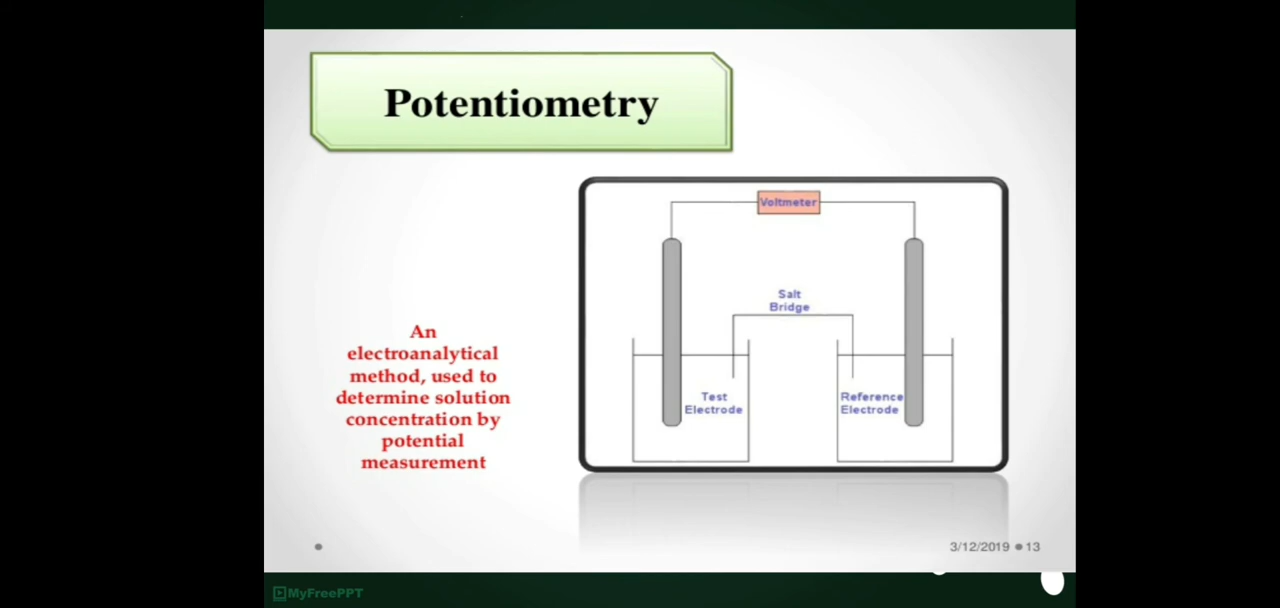 Potentiometry
Voltmeter
Salt
Bridge
An
electroanalytical
method, used to
determine solution
concentration by
potential
measurement
Test
Electrode
Reference
Electrode
3/12/2019 ● 13
MyFreePPT